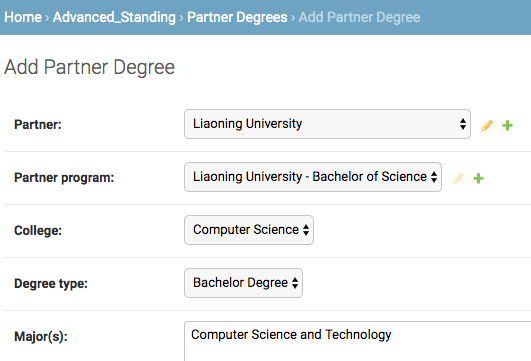 Home › Advanced_Standing › Partner Degrees › Add Partner Degree
Add Partner Degree
Partner: Liaoning University
Partner program: Liaoning University - Bachelor of Science
College: Computer Science
Degree type: Bachelor Degree
Major(s): Computer Science and Technology